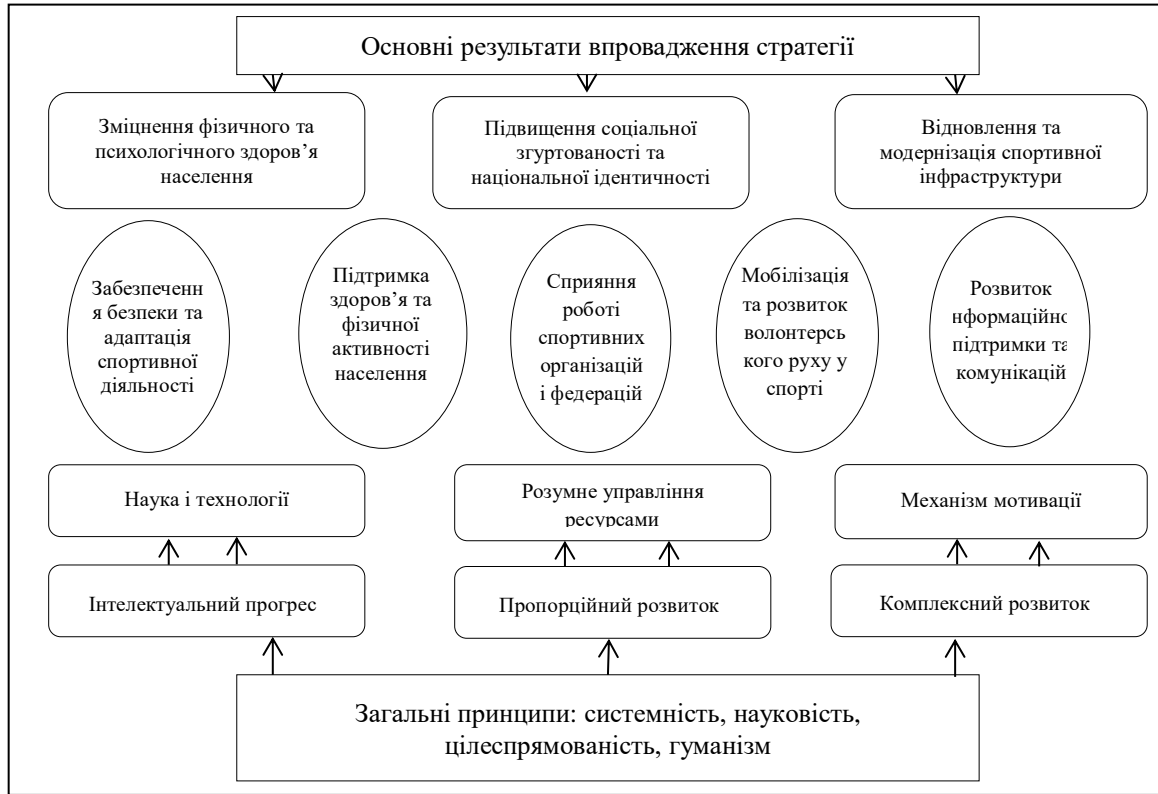 Основні результати впровадження стратегії
Зміцнення фізичного та
психологічного здоров’я
населення
Підвищення соціальної
згуртованості та
національної ідентичності
Відновлення та
модернізація спортивної
інфраструктури
Забезпеченн
я безпеки та
адаптація
спортивної
діяльності
Підтримка
здоров’я та
фізичної
активності
населення
Сприяння
роботі
спортивних
організацій
і федерацій
Мобілізація
та розвиток
волонтерсь
кого руху у
спорті
Розвиток
нформаційно
підтримки та
комунікацій
Наука і технології
Розумне управління
ресурсами
Механізм мотивації
Інтелектуальний прогрес
Пропорційний розвиток
Комплексний розвиток
Загальні принципи: системність, науковість,
цілеспрямованість, гуманізм